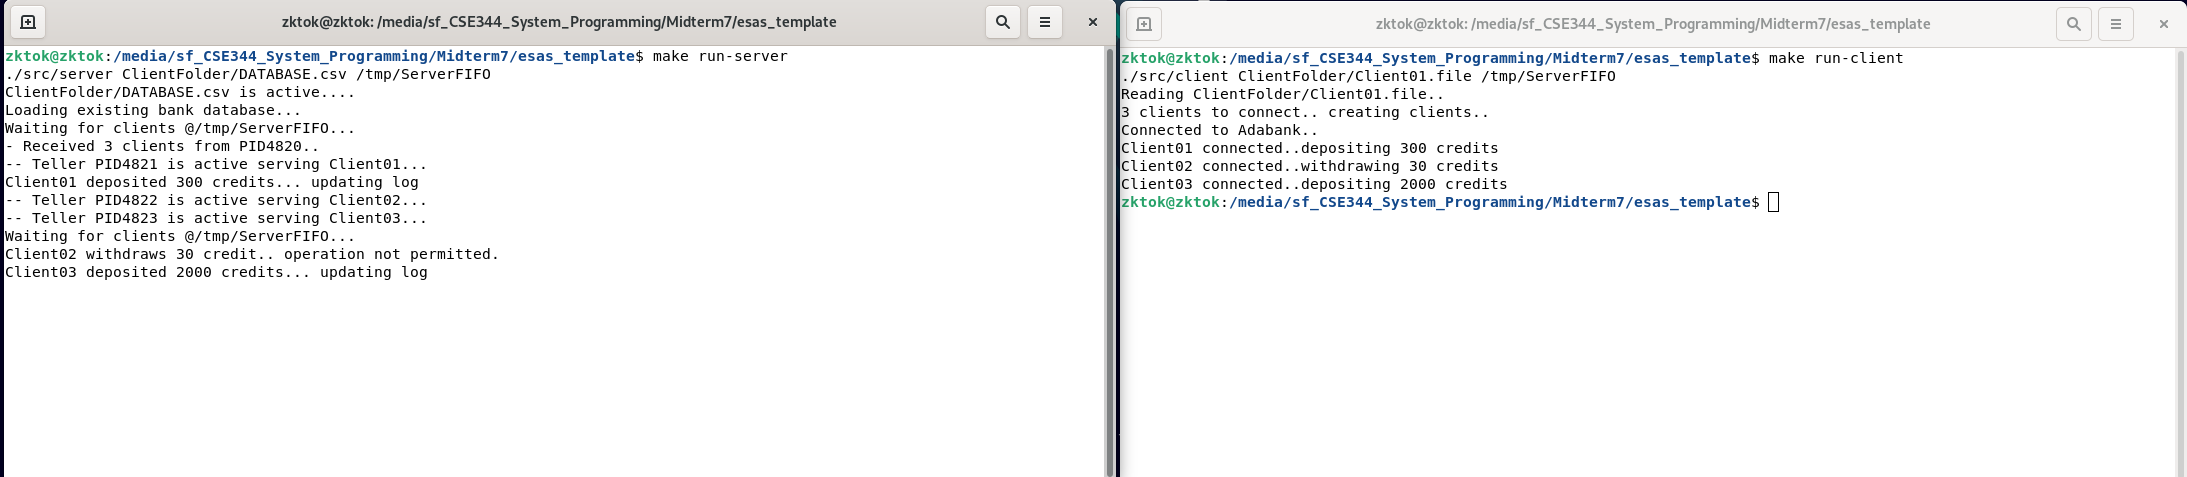 zktok@zktok: /media/sf_CSE344_System_Programming/Midterm7/esas_template
zktok@zktok:/media/sf_CSE344_System_Programming/Midterm7/esas_template$ make run-server
./src/server ClientFolder/DATABASE.csv /tmp/ServerFIFO
ClientFolder/DATABASE.csv is active....
Loading existing bank database...
Waiting for clients @/tmp/ServerFIFO...
- Received 3 clients from PID4820..
-- Teller PID4821 is active serving Client01...
Client01 deposited 300 credits... updating log
-- Teller PID4822 is active serving Client02...
-- Teller PID4823 is active serving Client03...
Waiting for clients @/tmp/ServerFIFO...
Client02 withdraws 30 credit.. operation not permitted.
Client03 deposited 2000 credits... updating log
zktok@zktok: /media/sf_CSE344_System_Programming/Midterm7/esas_template
zktok@zktok:/media/sf_CSE344_System_Programming/Midterm7/esas_template$ make run-client
./src/client ClientFolder/Client01.file /tmp/ServerFIFO
Reading ClientFolder/Client01.file..
3 clients to connect.. creating clients..
Connected to Adabank..
Client01 connected..depositing 300 credits
Client02 connected..withdrawing 30 credits
Client03 connected..depositing 2000 credits
zktok@zktok:/media/sf_CSE344_System_Programming/Midterm7/esas_template$